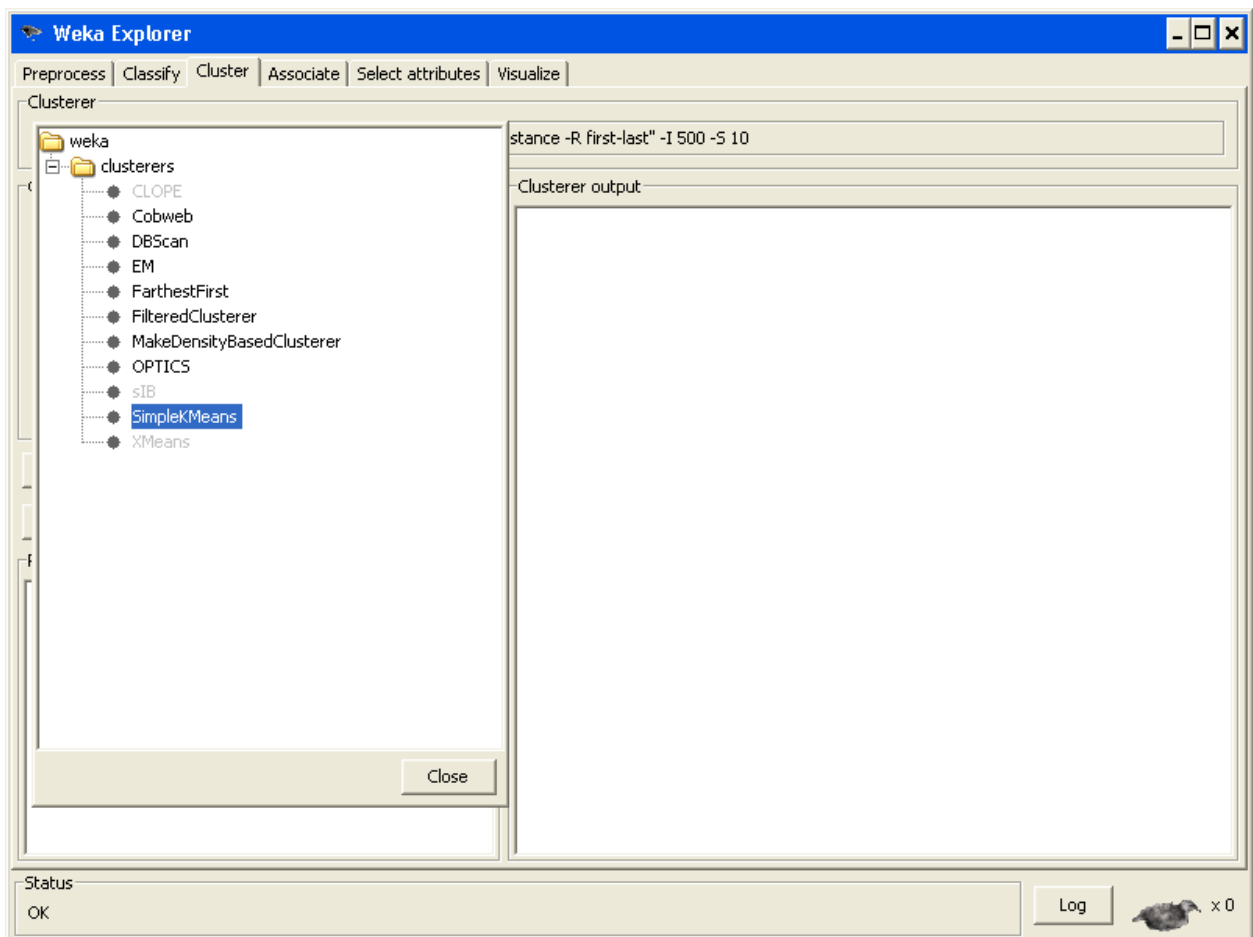 Weka Explorer
Preprocess Classify Cluster Associate Select attributes Visualize
Clusterer
stance -R first-last" -I 500 -S 10
weka
clusterers
CLOPE
Cobweb
DBScan
EM
FarthestFirst
FilteredClusterer
MakeDensityBasedClusterer
OPTICS
sIB
SimpleKMeans
XMeans
Close
Clusterer output
Status
OK
Log
x 0